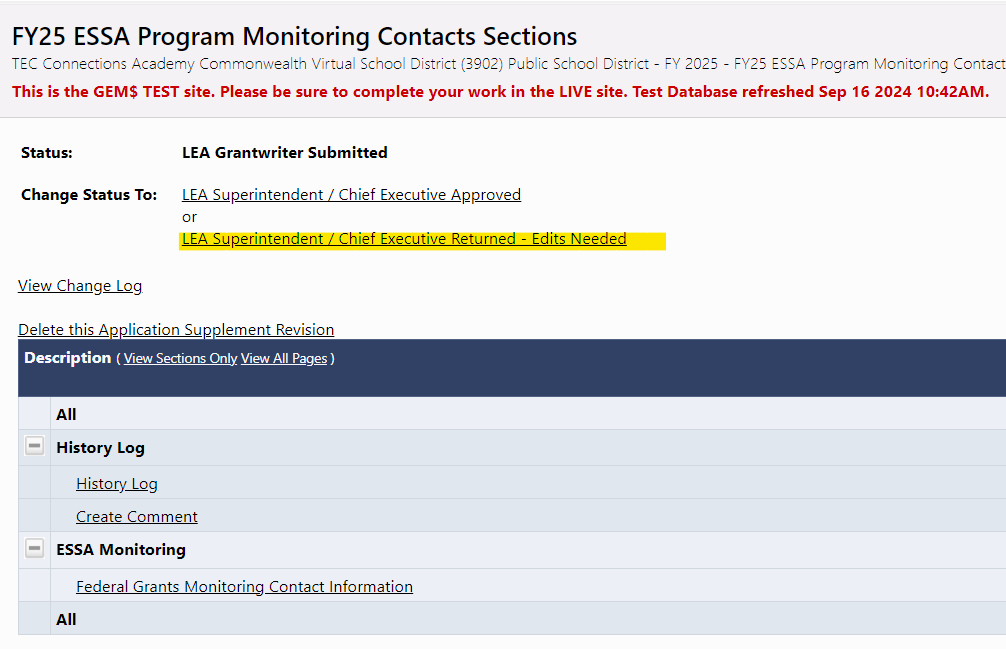 FY25 ESSA Program Monitoring Contacts Sections
TEC Connections Academy Commonwealth Virtual School District (3902) Public School District - FY 2025 - FY25 ESSA Program Monitoring Contact
This is the GEM$ TEST site. Please be sure to complete your work in the LIVE site. Test Database refreshed Sep 16 2024 10:42AM.
Status: LEA Grantwriter Submitted
Change Status To: LEA Superintendent / Chief Executive Approved
or
LEA Superintendent / Chief Executive Returned - Edits Needed
View Change Log
Delete this Application Supplement Revision
Description ( View Sections Only View All Pages )
All
History Log
History Log
Create Comment
ESSA Monitoring
Federal Grants Monitoring Contact Information
All